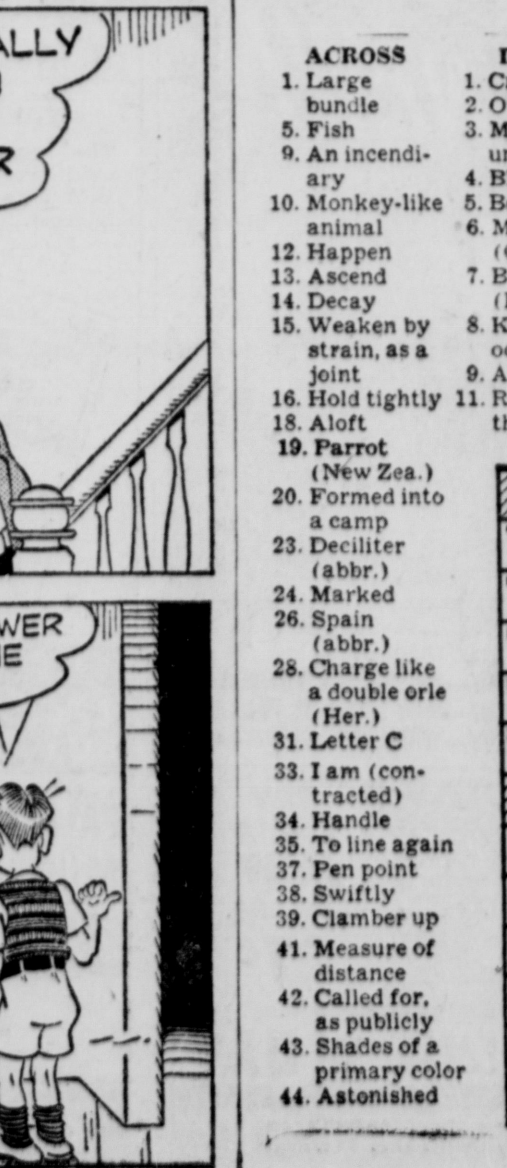 ALLY
R
WER
E
ACROSS
1. Large
bundle
5. Fish
9. An incendi-
ary
10. Monkey-like
animal
12. Happen
13. Ascend
14. Decay
15. Weaken by
strain, as a
joint
16. Hold tightly
18. Aloft
19. Parrot
(New Zea.)
20. Formed into
a camp
23. Deciliter
(abbr.)
24. Marked
26. Spain
(abbr.)
28. Charge like
a double orle
(Her.)
31. Letter C
33. I am (con-
tracted)
34. Handle
35. To line again
37. Pen point
38. Swiftly
39. Clamber up
41. Measure of
distance
42. Called for,
as publicly
43. Shades of a
primary color
44. Astonished
1. C
2. O
3. M
4. B
5. B
6. M
7. B
8. K
9. A
11. R
th